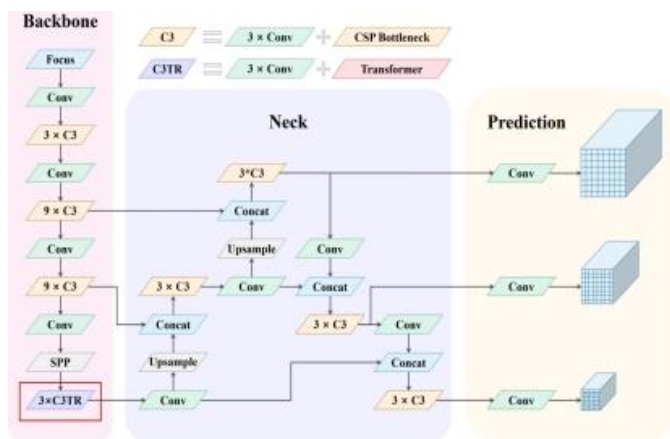 Backbone
C3 = 3 × Conv + CSP Bottleneck
C3TR = 3 × Conv + Transformer
Focus
Conv
3 × C3
Conv
9 × C3
Conv
9 × C3
Conv
SPP
3×C3TR
Neck
3*C3
Concat
Upsample
Conv
3 × C3
Conv
Concat
Concat
3 × C3
Conv
Upsample
Concat
Conv
3 × C3
Prediction
Conv
Conv
Conv